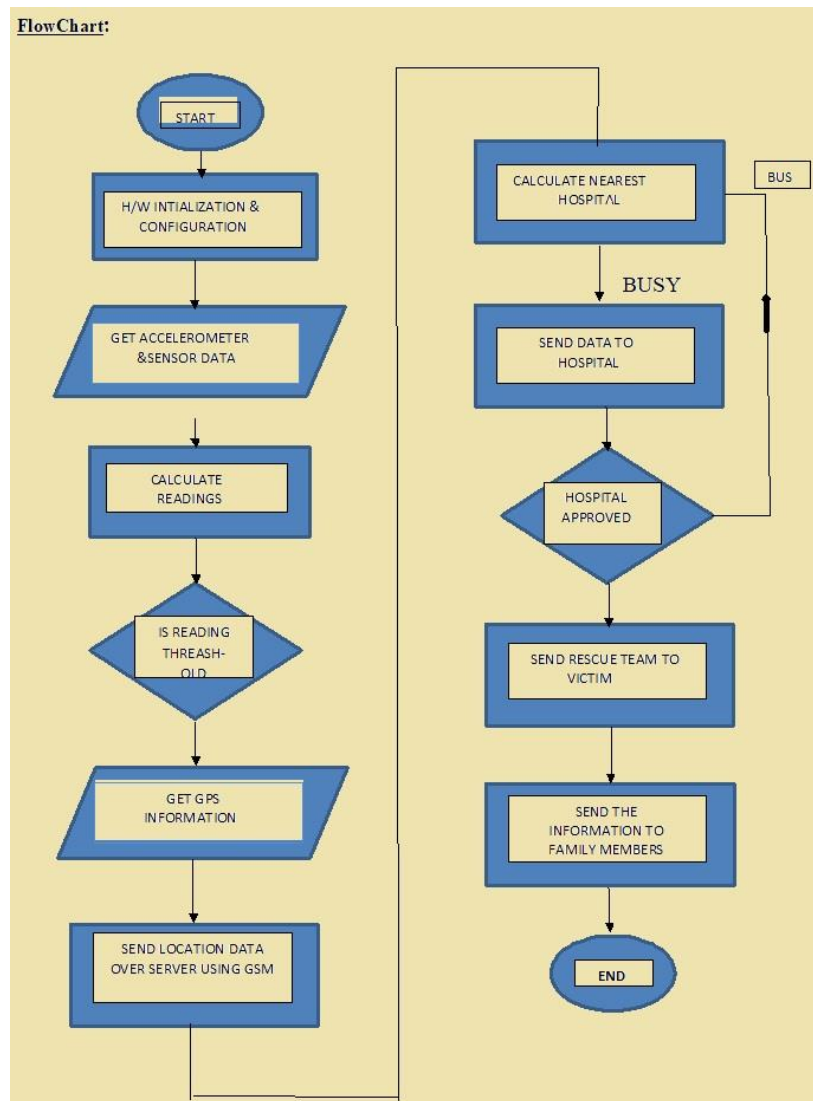 FlowChart:
START
H/W INTIALIZATION &
CONFIGURATION
GET ACCELEROMETER
&SENSOR DATA
CALCULATE
READINGS
IS READING
THREASH-
OLD
GET GPS
INFORMATION
SEND LOCATION DATA
OVER SERVER USING GSM
CALCULATE NEAREST
HOSPITAL
BUS
BUSY
SEND DATA TO
HOSPITAL
HOSPITAL
APPROVED
SEND RESCUE TEAM TO
VICTIM
SEND THE
INFORMATION TO
FAMILY MEMBERS
END